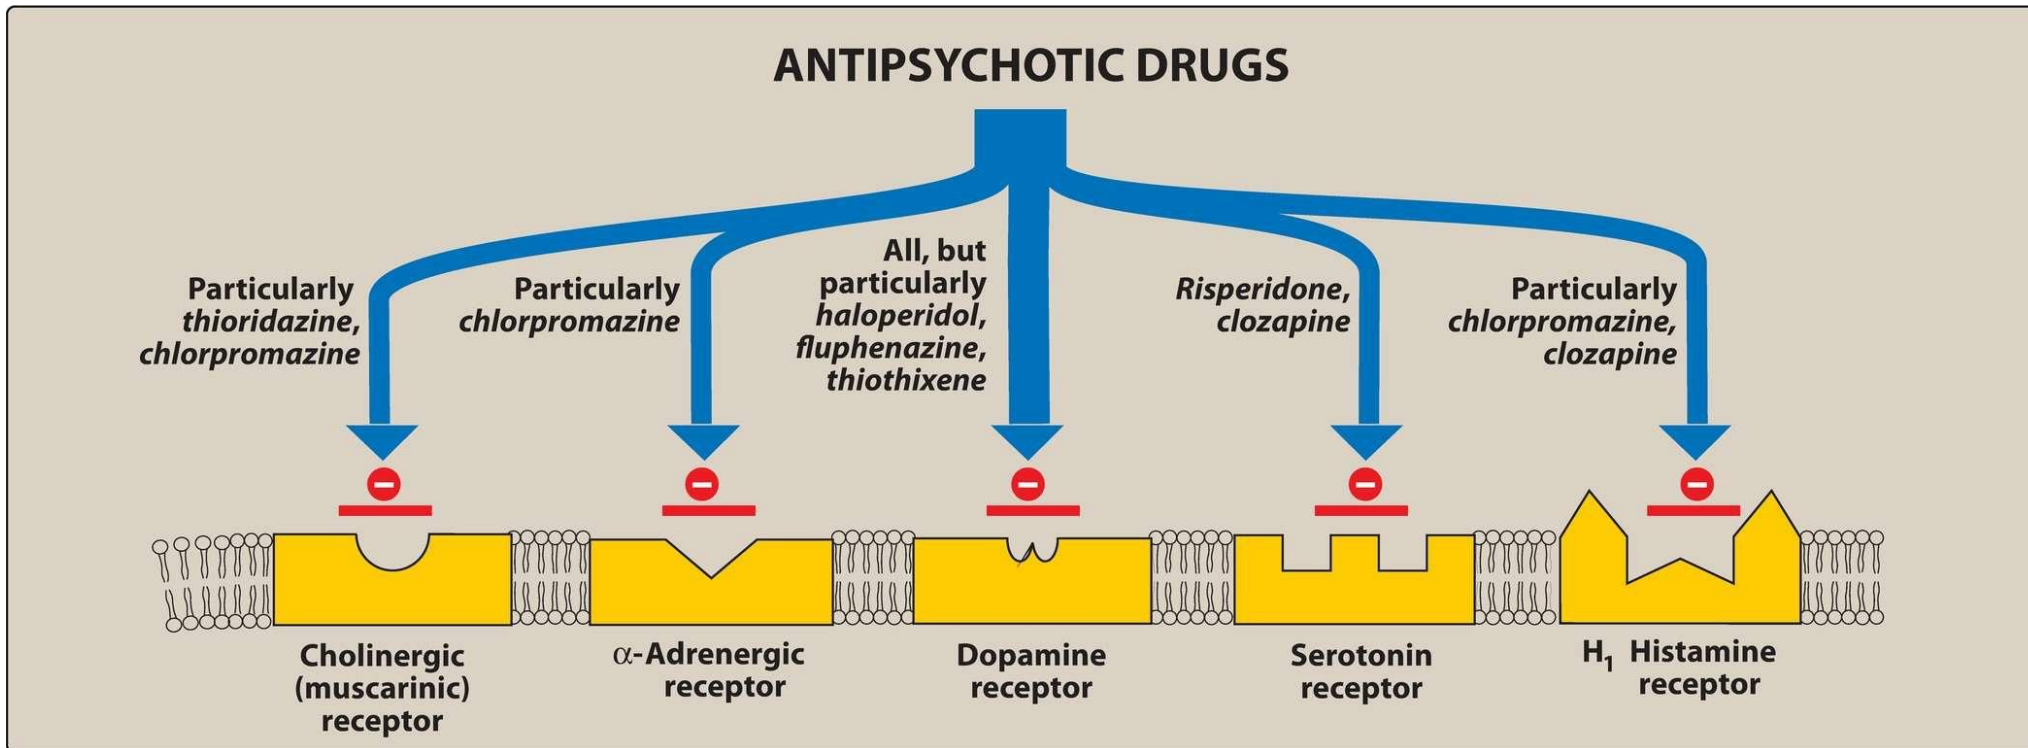 ANTIPSYCHOTIC DRUGS
Particularly
thioridazine,
chlorpromazine
Particularly
chlorpromazine
All, but
particularly
haloperidol,
fluphenazine,
thiothixene
Risperidone,
clozapine
Particularly
chlorpromazine,
clozapine
Cholinergic
(muscarinic)
receptor
α-Adrenergic
receptor
Dopamine
receptor
Serotonin
receptor
H₁ Histamine
receptor